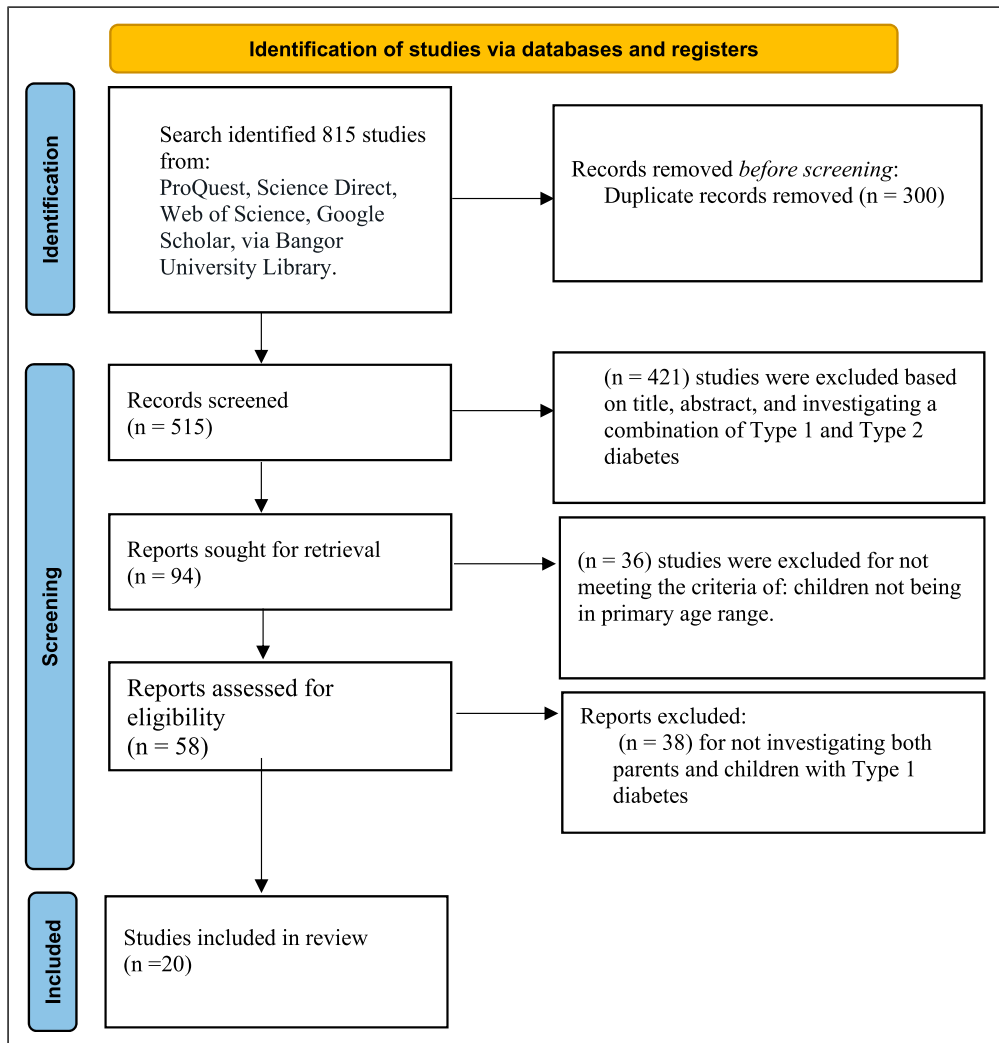 Identification of studies via databases and registers
Identification
Search identified 815 studies
from:
ProQuest, Science Direct,
Web of Science, Google
Scholar, via Bangor
University Library.
Records removed before screening:
Duplicate records removed (n = 300)
Screening
Records screened
(n = 515)
(n = 421) studies were excluded based
on title, abstract, and investigating a
combination of Type 1 and Type 2
diabetes
Reports sought for retrieval
(n = 94)
(n = 36) studies were excluded for not
meeting the criteria of: children not being
in primary age range.
Reports assessed for
eligibility
(n = 58)
Reports excluded:
(n = 38) for not investigating both
parents and children with Type 1
diabetes
Included
Studies included in review
(n =20)